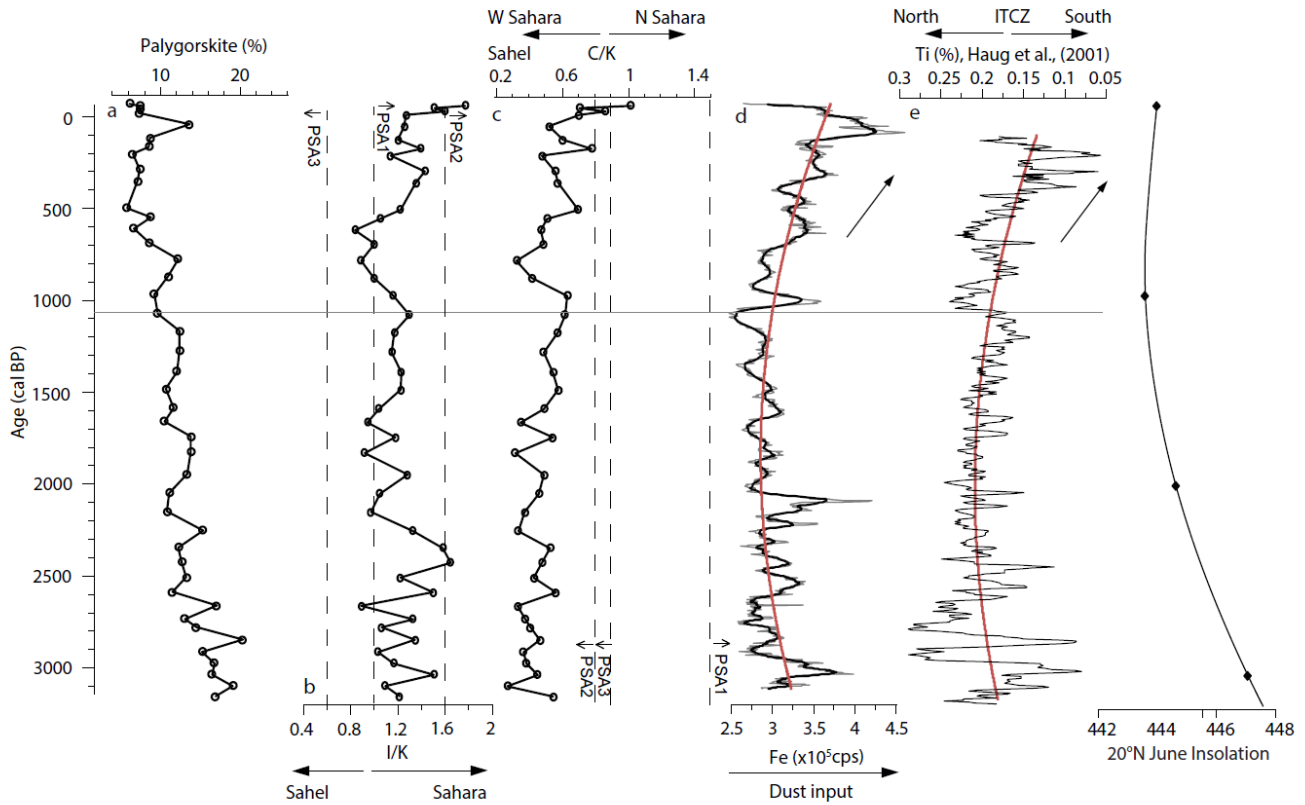 W Sahara N Sahara North ITCZ South
Palygorskite (%) Sahel C/K Ti (%), Haug et al., (2001)
10 20 0.2 0.6 1 1.4 0.3 0.25 0.2 0.15 0.1 0.05
a c d e
PSA3 PSA1 PSA2
0
500
1000
Age (cal BP)
1500
2000
2500
3000
PSA2 PSA3 PSA1
b
0.4 0.8 1.2 1.6 2 2.5 3 3.5 4 4.5 442 444 446 448
I/K Fe (x10⁵cps) 20°N June Insolation
Sahel Sahara Dust input